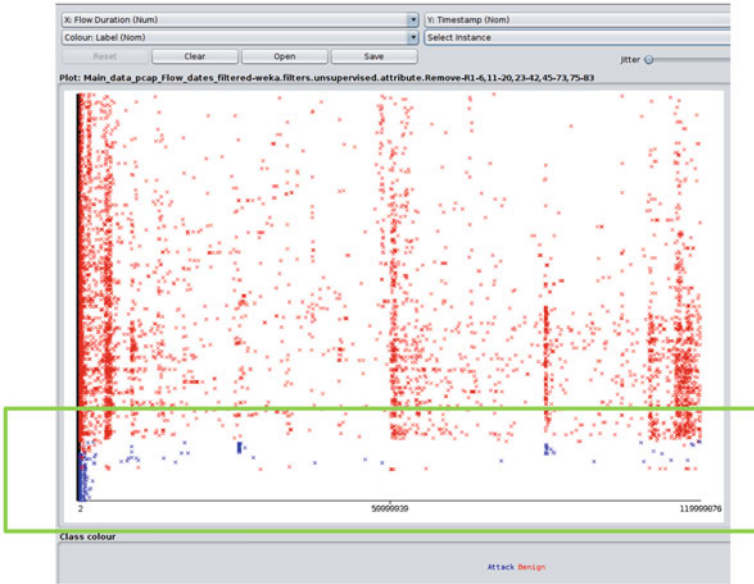 X: Flow Duration (Num) Y: Timestamp (Nom)
Colour: Label (Nom) Select Instance
Reset Clear Open Save Jitter
Plot: Main_data_pcap_Flow_dates_filtered-weka.filters.unsupervised.attribute.Remove-R1-6,11-20,23-42,45-73,75-83
2 59999939 119999876
Class colour
Attack Benign